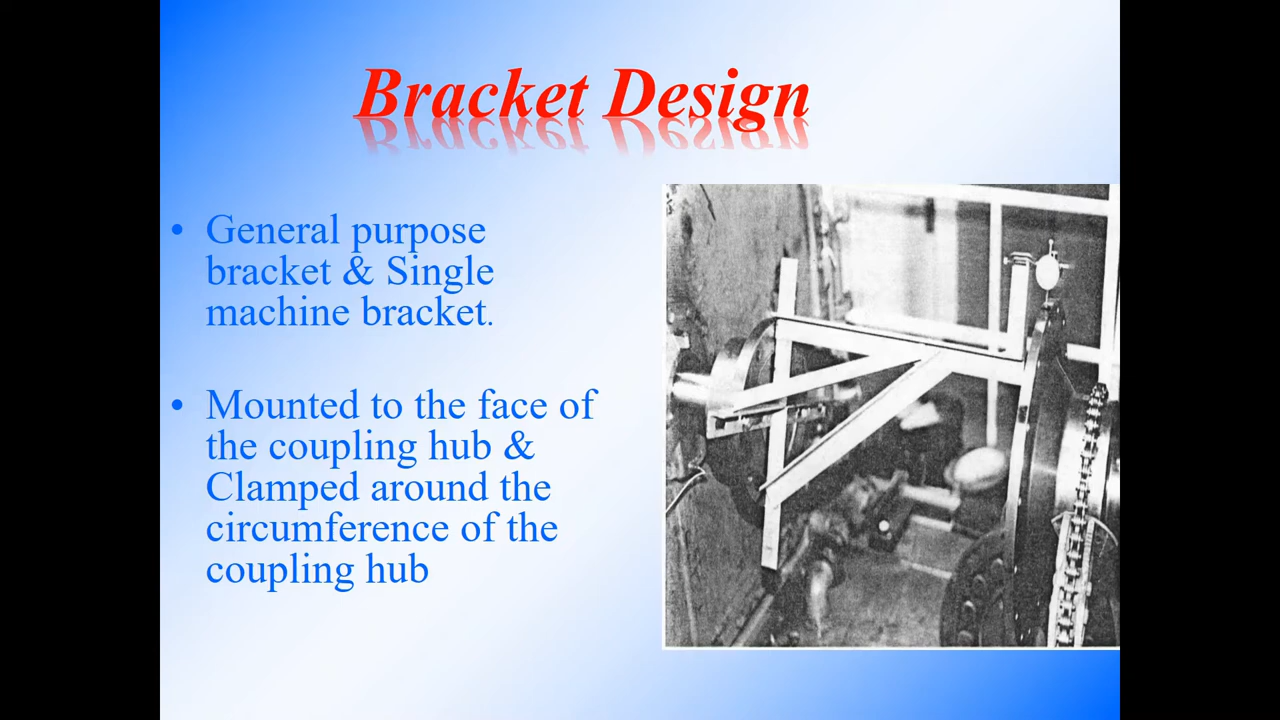 Bracket Design
• General purpose
bracket & Single
machine bracket.
• Mounted to the face of
the coupling hub &
Clamped around the
circumference of the
coupling hub